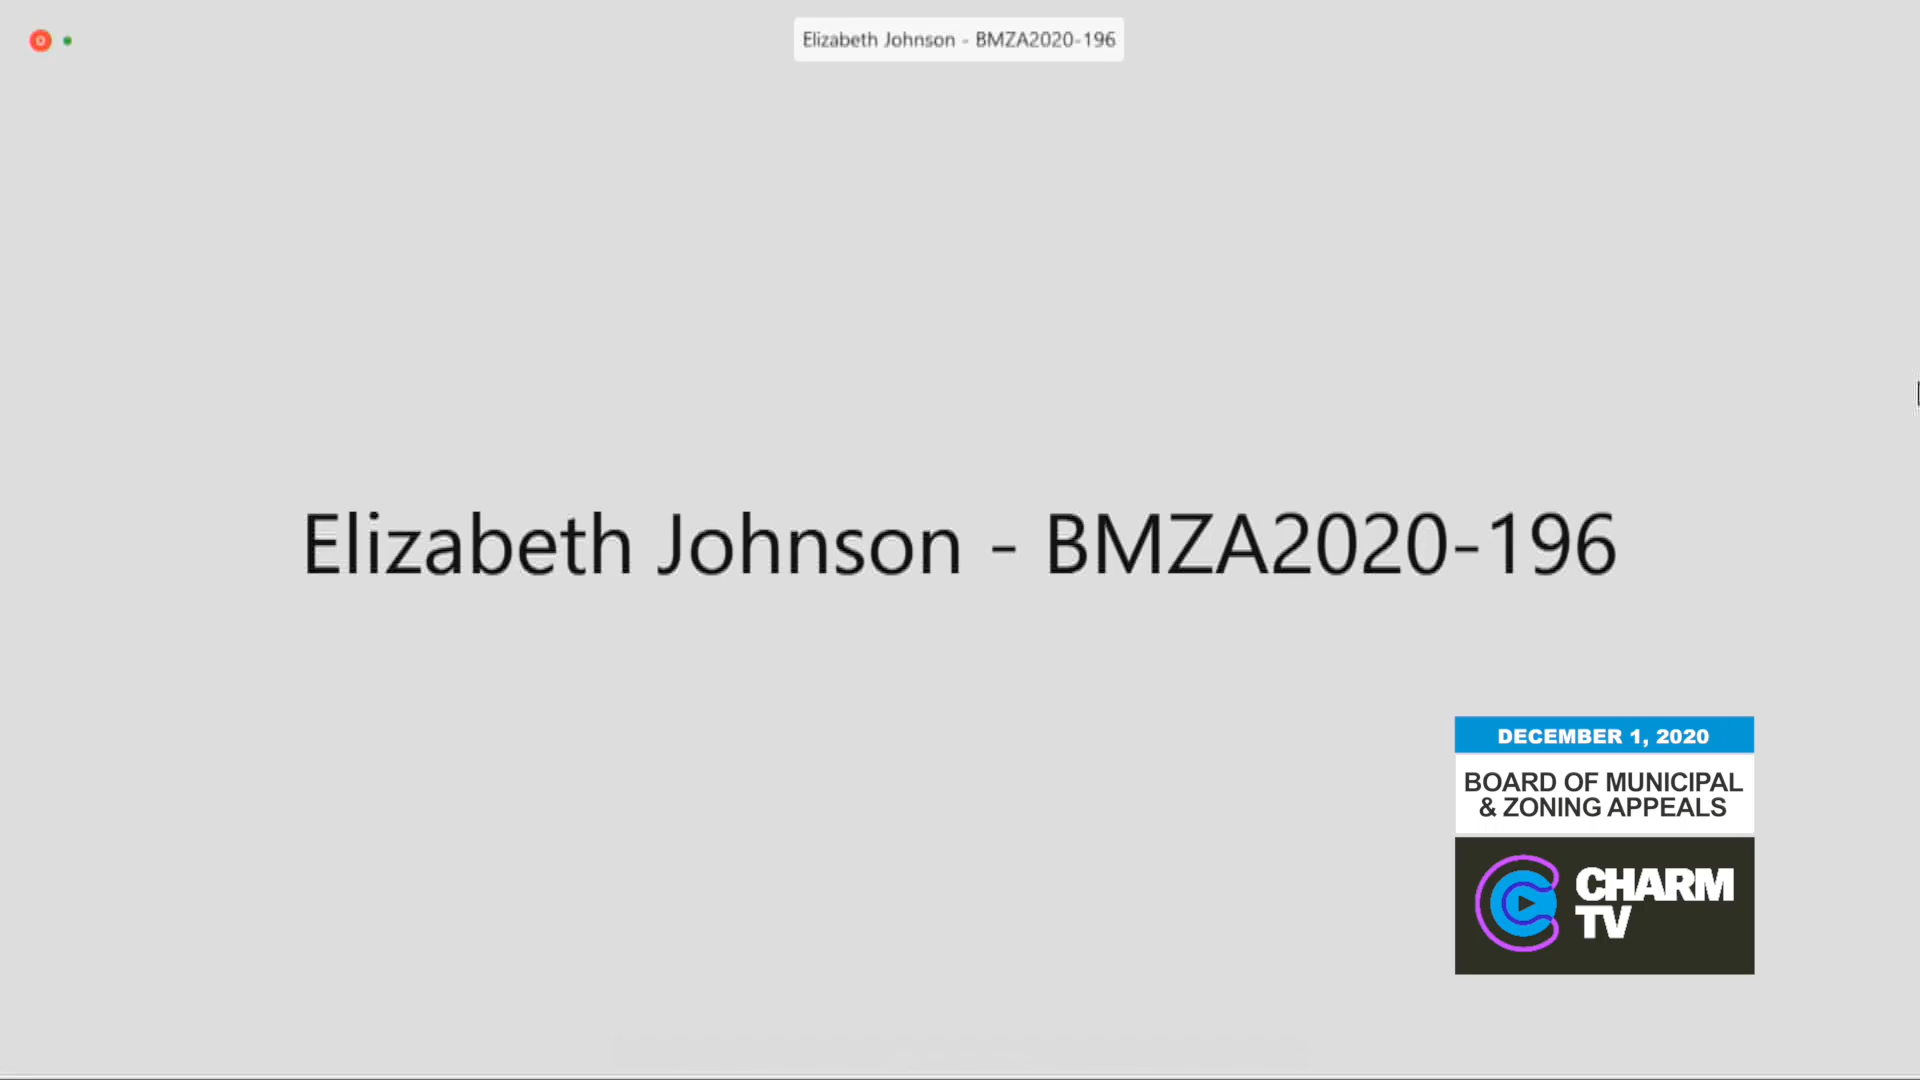 Elizabeth Johnson - BMZA2020-196
Elizabeth Johnson - BMZA2020-196
DECEMBER 1, 2020
BOARD OF MUNICIPAL
& ZONING APPEALS
CHARM
TV